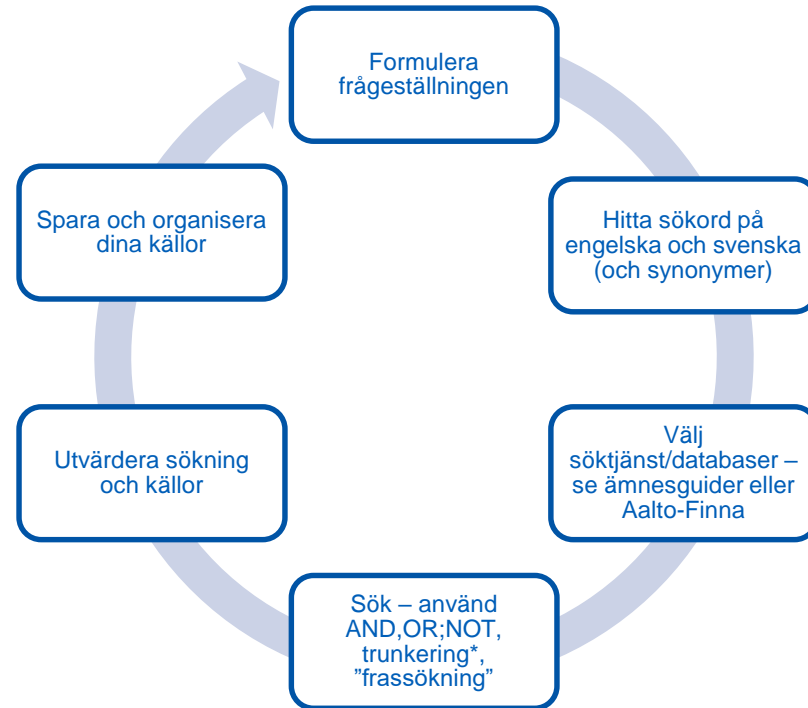 Formulera
frågeställningen
Hitta sökord på
engelska och svenska
(och synonymer)
Välj
söktjänst/databaser –
se ämnesguider eller
Aalto-Finna
Sök – använd
AND,OR;NOT,
trunkering*,
”frassökning”
Utvärdera sökning
och källor
Spara och organisera
dina källor